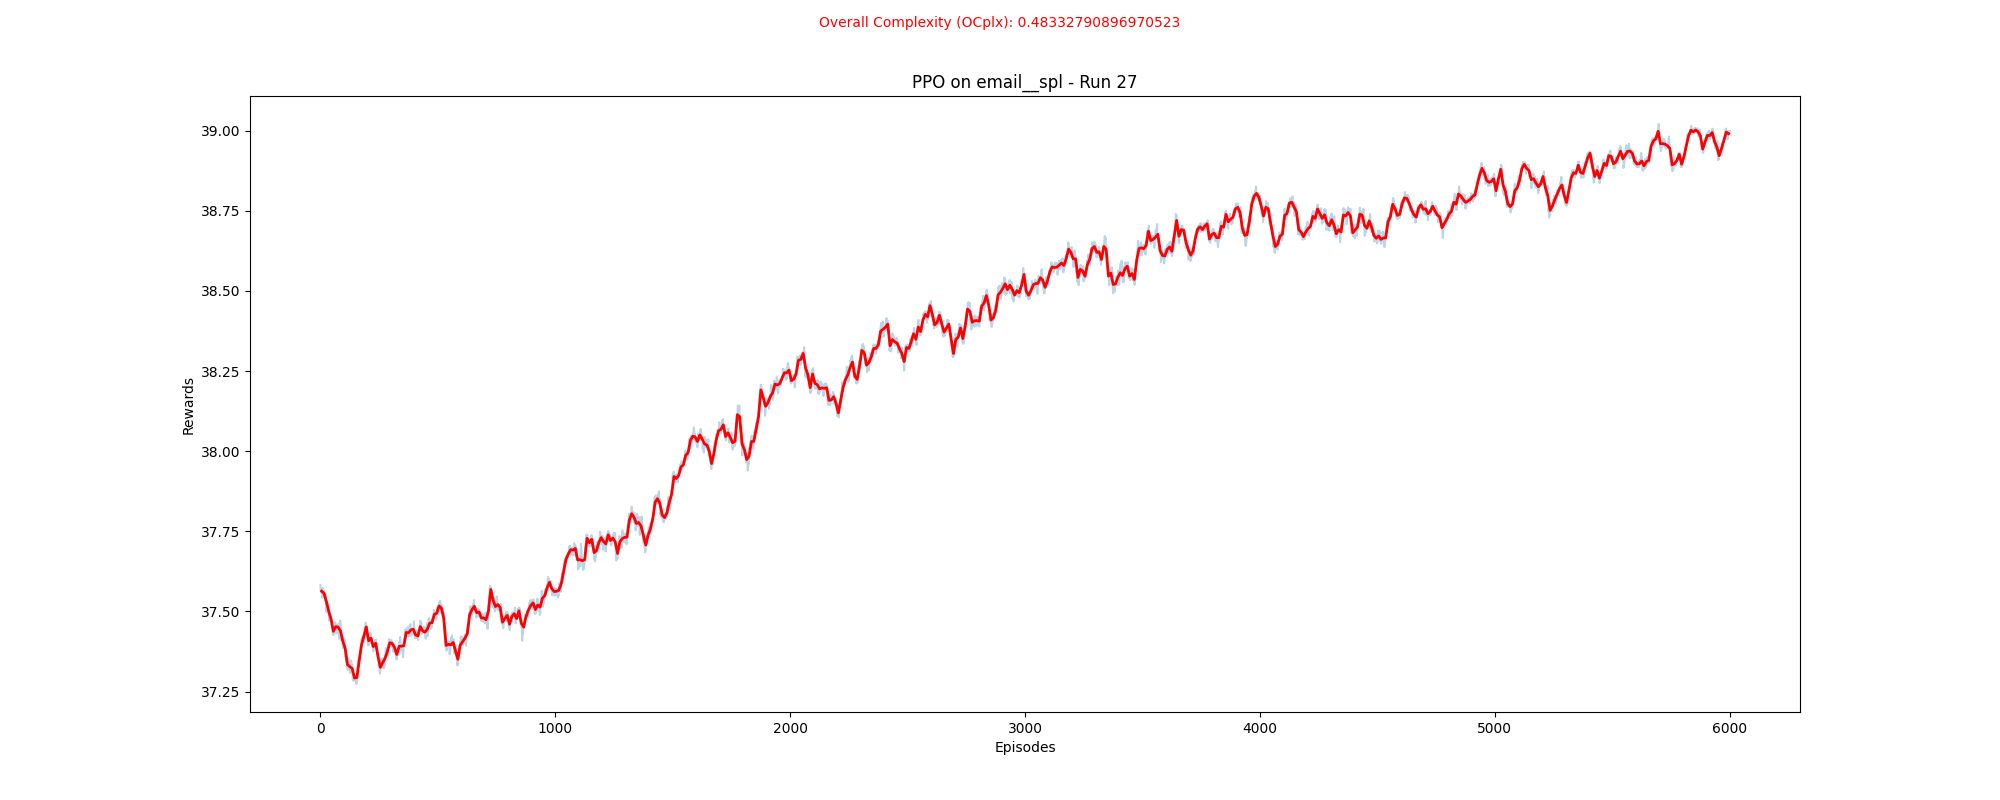 Overall Complexity (OCplx): 0.48332790896970523
PPO on email__spl - Run 27
39.00
38.75
38.50
38.25
38.00
37.75
37.50
37.25
Rewards
0 1000 2000 3000 4000 5000 6000
Episodes